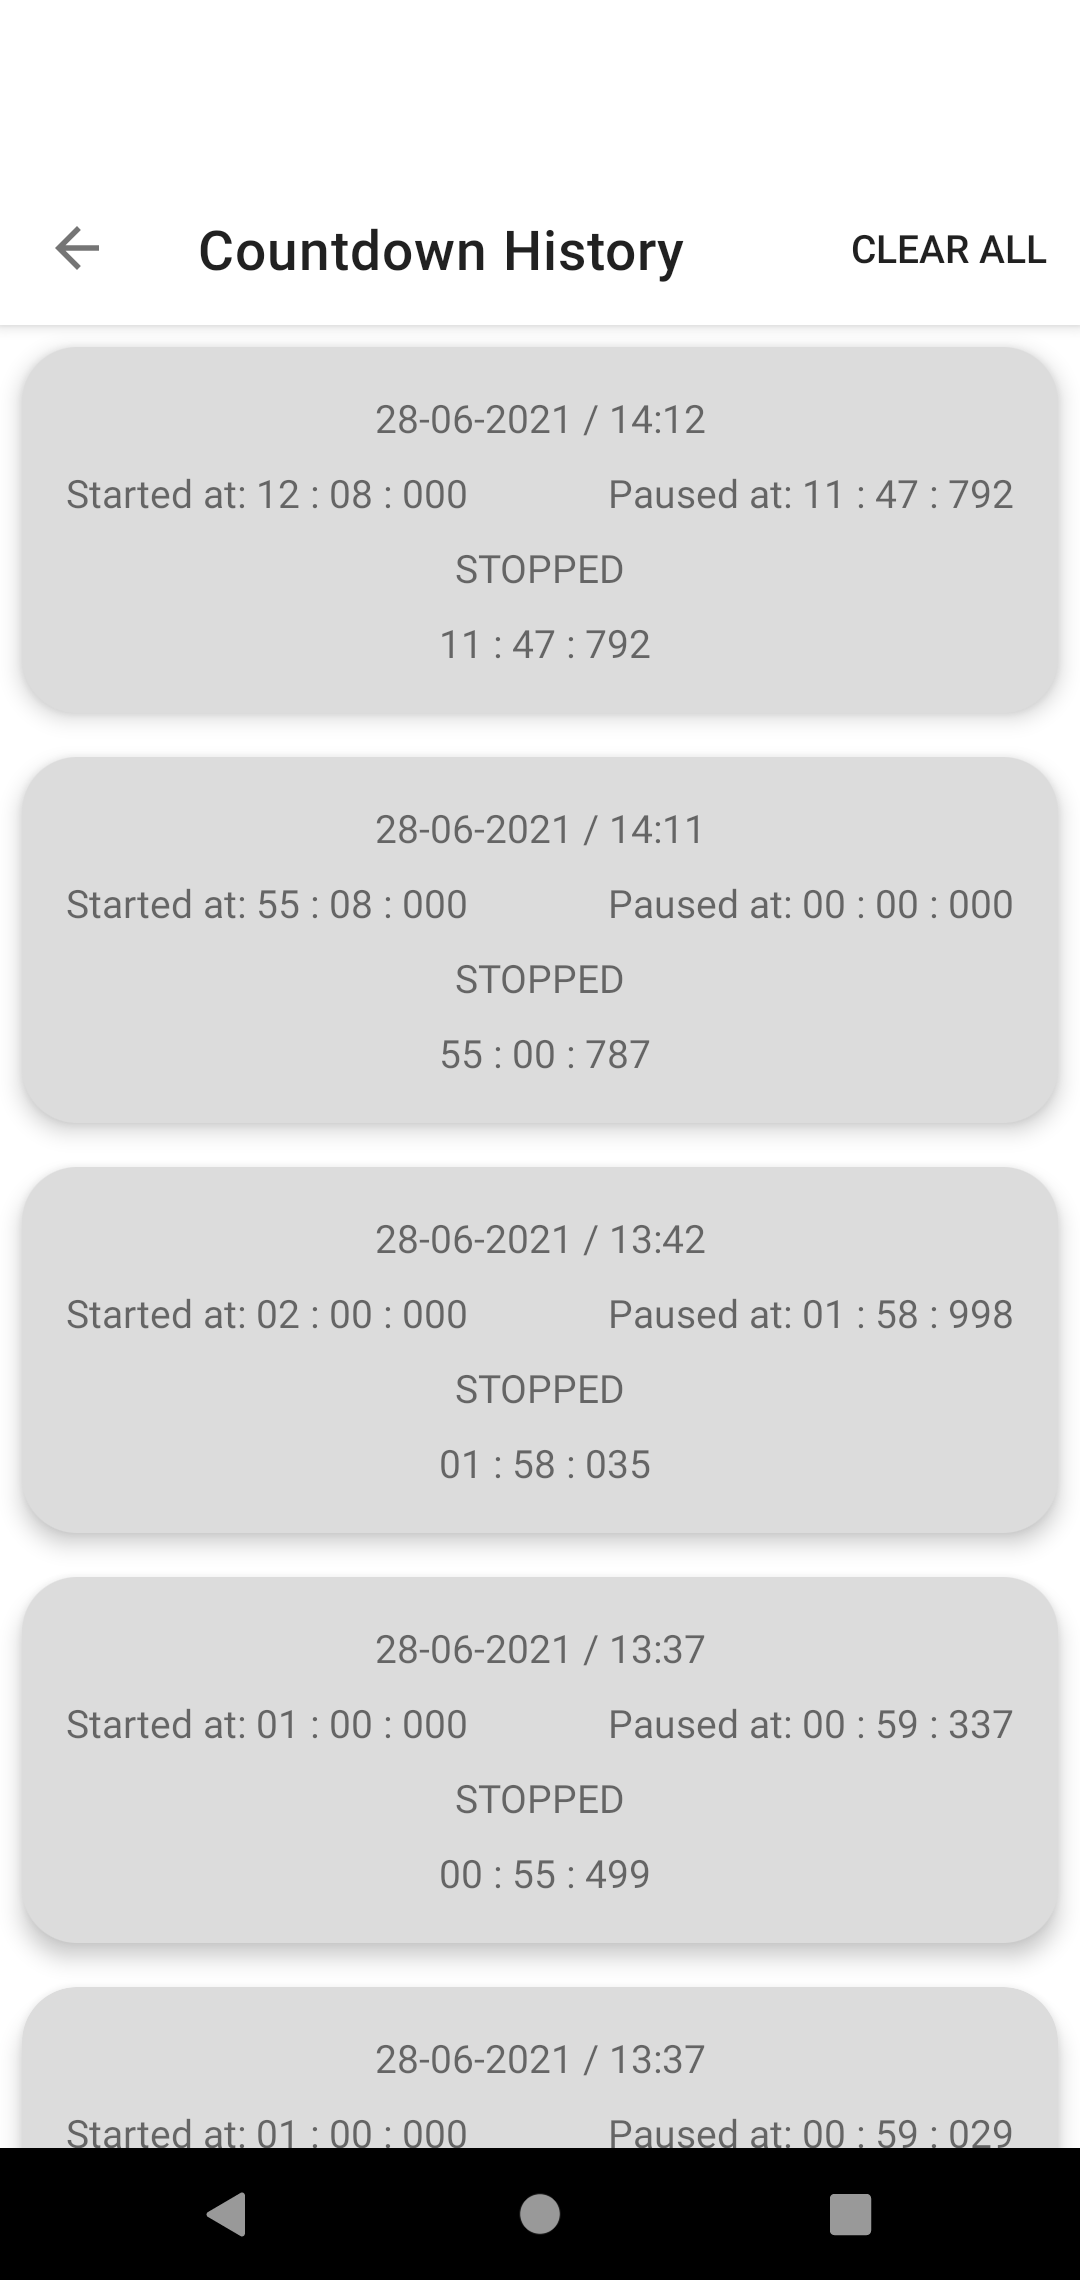 Countdown History CLEAR ALL
28-06-2021 / 14:12
Started at: 12 : 08 : 000 Paused at: 11 : 47 : 792
STOPPED
11 : 47 : 792
28-06-2021 / 14:11
Started at: 55 : 08 : 000 Paused at: 00 : 00 : 000
STOPPED
55 : 00 : 787
28-06-2021 / 13:42
Started at: 02 : 00 : 000 Paused at: 01 : 58 : 998
STOPPED
01 : 58 : 035
28-06-2021 / 13:37
Started at: 01 : 00 : 000 Paused at: 00 : 59 : 337
STOPPED
00 : 55 : 499
28-06-2021 / 13:37
Started at: 01 : 00 : 000 Paused at: 00 : 59 : 029